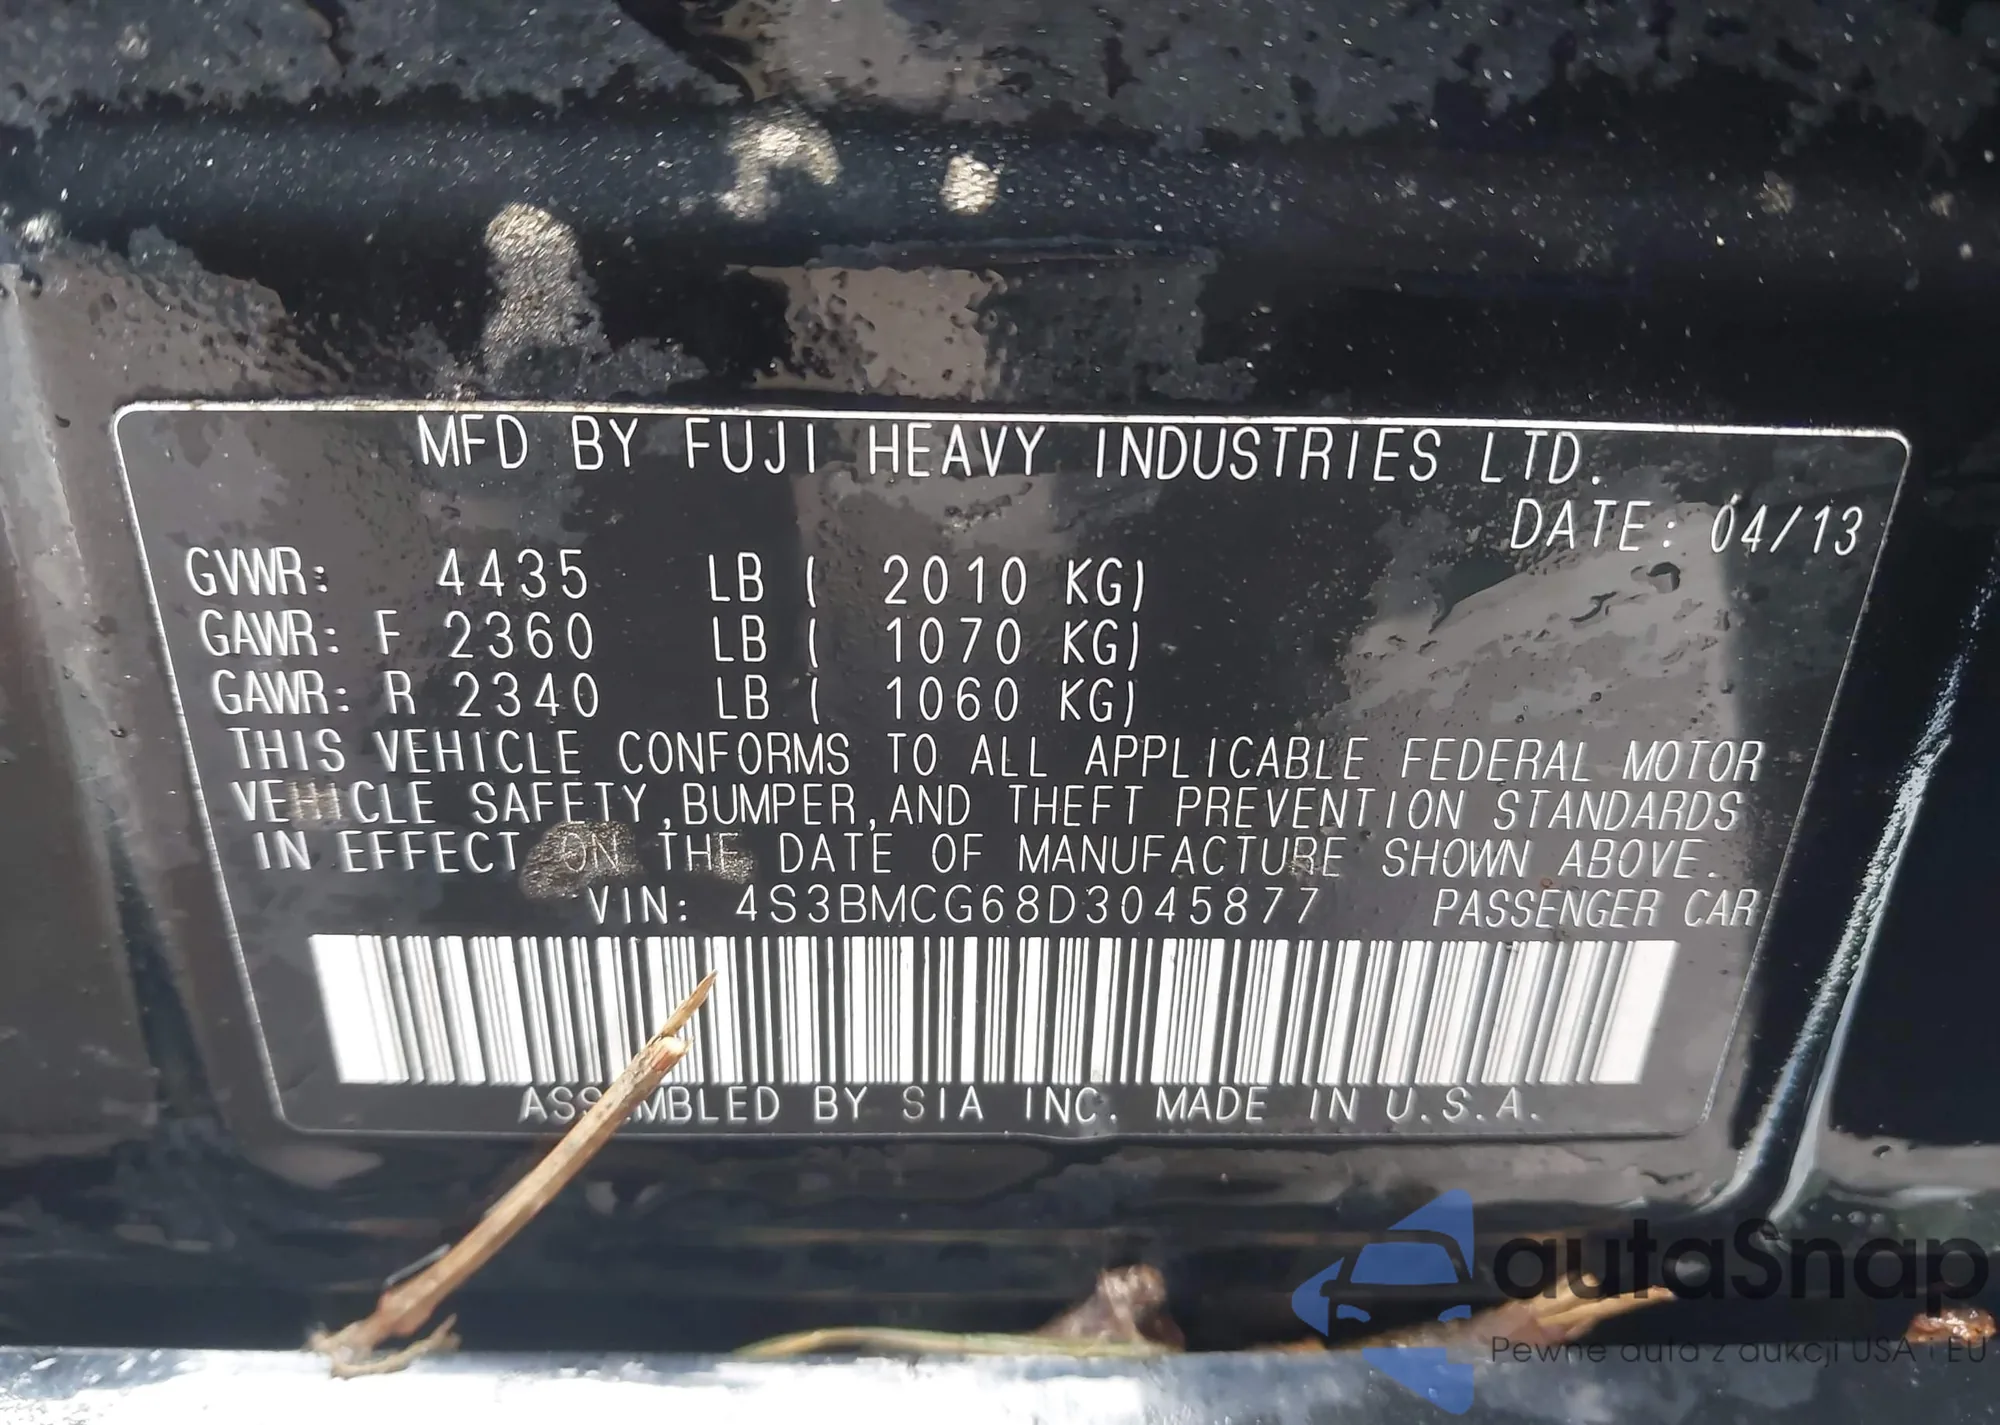 MFD BY FUJI HEAVY INDUSTRIES LTD.
DATE: 04/13
GVWR: 4435 LB ( 2010 KG)
GAWR: F 2360 LB ( 1070 KG)
GAWR: R 2340 LB ( 1060 KG)
THIS VEHICLE CONFORMS TO ALL APPLICABLE FEDERAL MOTOR
VEHICLE SAFETY, BUMPER, AND THEFT PREVENTION STANDARDS
IN EFFECT ON THE DATE OF MANUFACTURE SHOWN ABOVE.
VIN: 4S3BMCG68D3045877 PASSENGER CAR
ASSEMBLED BY SIA INC. MADE IN U.S.A.
autaSnap
Pewne auta z aukcji USA i EU